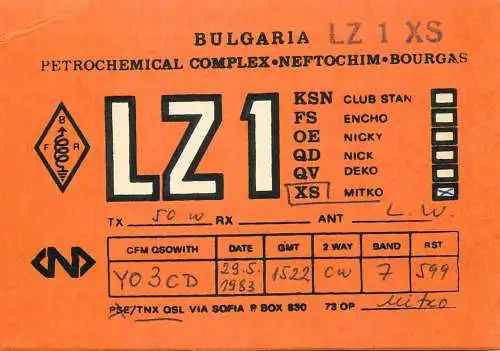 BULGARIA LZ 1 XS
PETROCHEMICAL COMPLEX•NEFTOCHIM•BOURGAS
LZ1
KSN CLUB STAN
FS ENCHO
OE NICKY
QD NICK
QV DEKO
XS MITKO
B
F R
TX 50 W RX ANT L.W.
CFM QSOWITH DATE GMT 2 WAY BAND RST
YO3CD 29.5.1983 1522 CW 7 599
PSE/TNX QSL VIA SOFIA P. BOX 830 73 OP Mitko